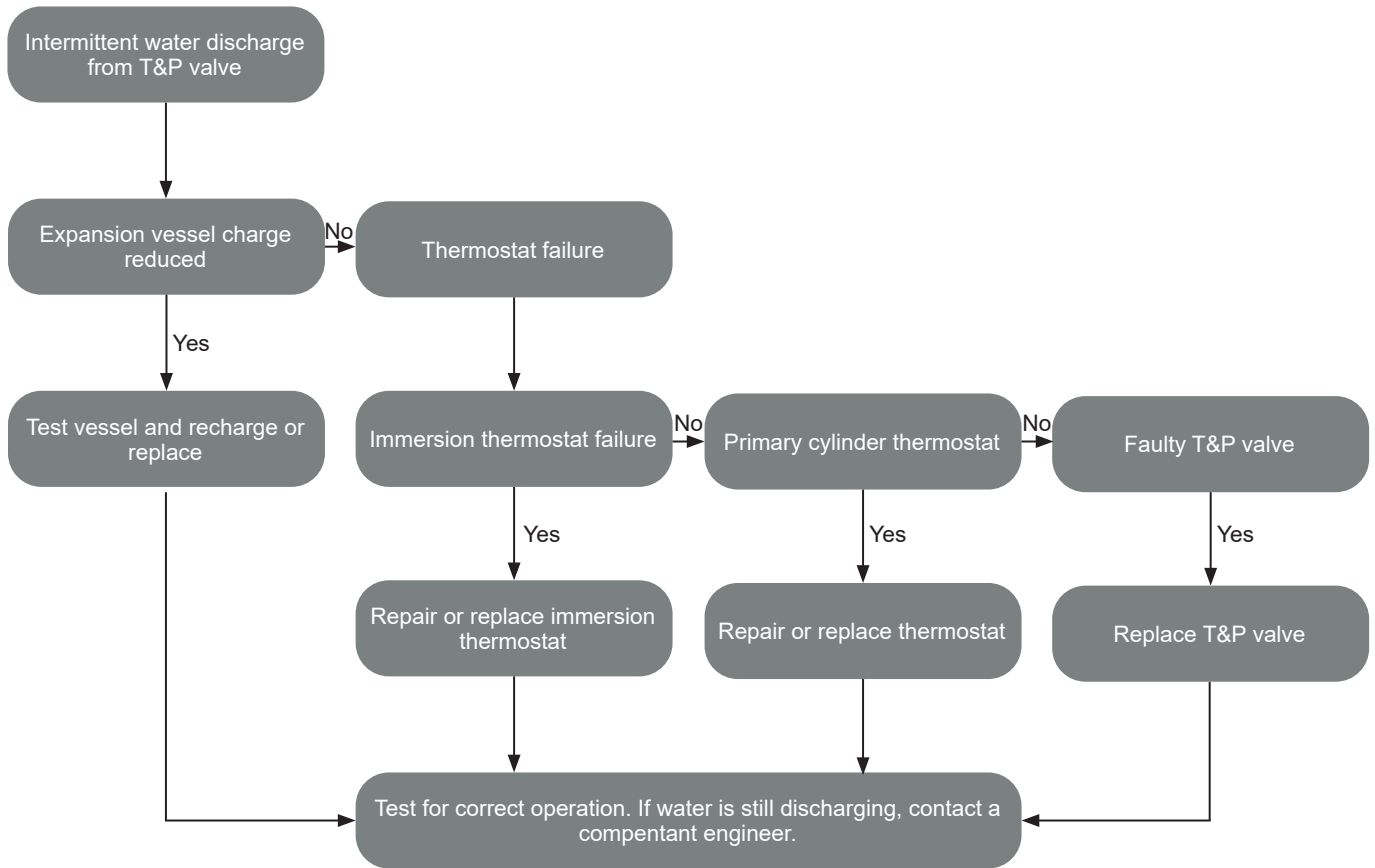 Intermittent water discharge
from T&P valve
Expansion vessel charge
reduced
No
Thermostat failure
Yes
Test vessel and recharge or
replace
Immersion thermostat failure
No
Primary cylinder thermostat
No
Faulty T&P valve
Yes
Yes
Yes
Repair or replace immersion
thermostat
Repair or replace thermostat
Replace T&P valve
Test for correct operation. If water is still discharging, contact a
compentant engineer.